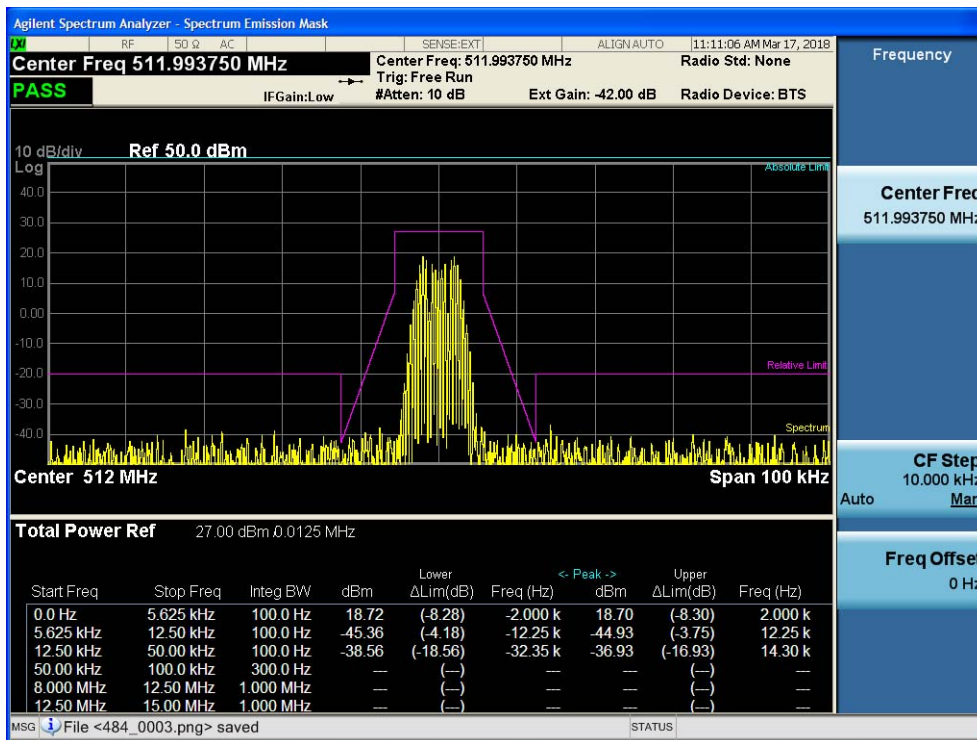 Agilent Spectrum Analyzer - Spectrum Emission Mask
LXI RF 50 Ω AC SENSE:EXT ALIGN AUTO 11:11:06 AM Mar 17, 2018
Center Freq 511.993750 MHz Center Freq: 511.993750 MHz Radio Std: None
Trig: Free Run
PASS IFGain:Low #Atten: 10 dB Ext Gain: -42.00 dB Radio Device: BTS
10 dB/div Ref 50.0 dBm
Log
Absolute Limit
40.0
30.0
20.0
10.0
0.00
-10.0
Relative Limit
-20.0
-30.0
Spectrum
-40.0
Center 512 MHz Span 100 kHz
Total Power Ref 27.00 dBm / 0.0125 MHz
Lower <- Peak -> Upper
Start Freq Stop Freq Integ BW dBm ΔLim(dB) Freq (Hz) dBm ΔLim(dB) Freq (Hz)
0.0 Hz 5.625 kHz 100.0 Hz 18.72 (-8.28) -2.000 k 18.70 (-8.30) 2.000 k
5.625 kHz 12.50 kHz 100.0 Hz -45.36 (-4.18) -12.25 k -44.93 (-3.75) 12.25 k
12.50 kHz 50.00 kHz 100.0 Hz -38.56 (-18.56) -32.35 k -36.93 (-16.93) 14.30 k
50.00 kHz 100.0 kHz 300.0 Hz --- (---) --- --- (---) ---
8.000 MHz 12.50 MHz 1.000 MHz --- (---) --- --- (---) ---
12.50 MHz 15.00 MHz 1.000 MHz --- (---) --- --- (---) ---
MSG File <484_0003.png> saved STATUS
Frequency
Center Freq
511.993750 MHz
CF Step
10.000 kHz
Auto Man
Freq Offset
0 Hz